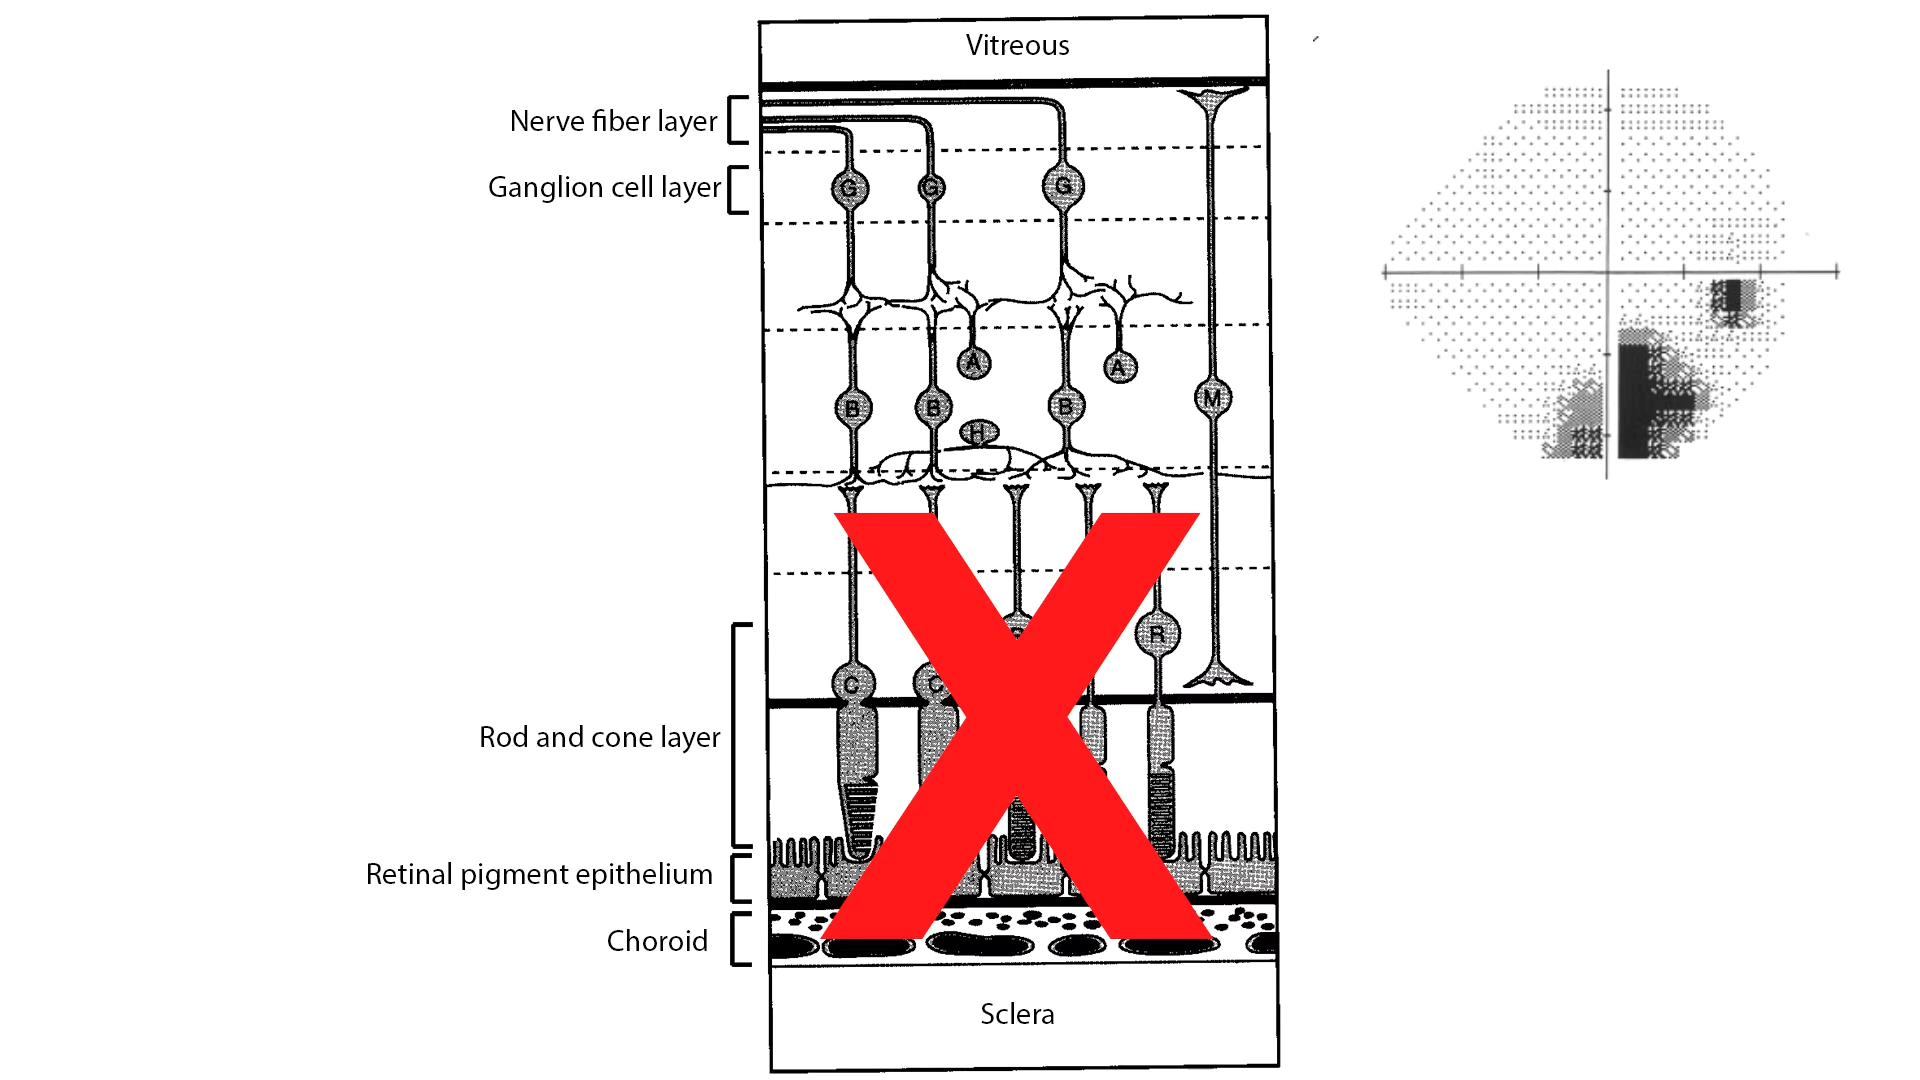 Vitreous
Nerve fiber layer
Ganglion cell layer
G G G
A A
B B B M
H
R R
C C
Rod and cone layer
Retinal pigment epithelium
Choroid
Sclera